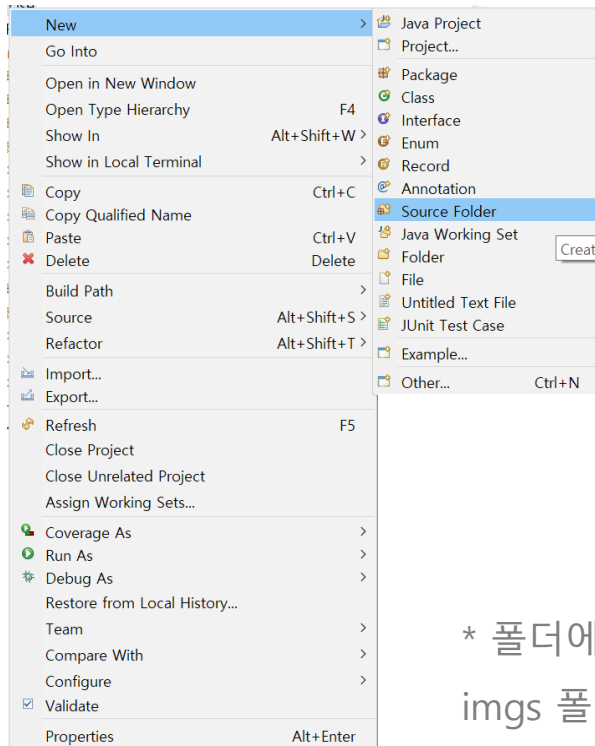 New >
Go Into
Open in New Window
Open Type Hierarchy F4
Show In Alt+Shift+W >
Show in Local Terminal >
Copy Ctrl+C
Copy Qualified Name
Paste Ctrl+V
Delete Delete
Build Path >
Source Alt+Shift+S >
Refactor Alt+Shift+T >
Import...
Export...
Refresh F5
Close Project
Close Unrelated Project
Assign Working Sets...
Coverage As >
Run As >
Debug As >
Restore from Local History...
Team >
Compare With >
Configure >
Validate
Properties Alt+Enter
Java Project
Project...
Package
Class
Interface
Enum
Record
Annotation
Source Folder
Java Working Set
Folder
File
Untitled Text File
JUnit Test Case
Example...
Other... Ctrl+N
Creat
* 폴더에
imgs 폴